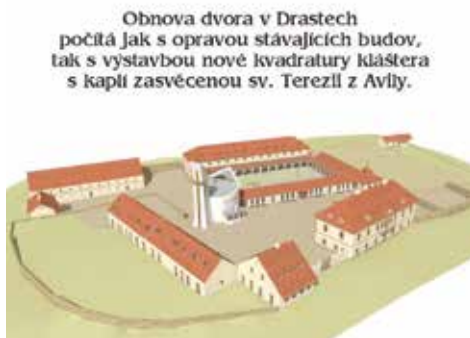 Obnova dvora v Drastech
počítá jak s opravou stávajících budov,
tak s výstavbou nové kvadratury kláštera
s kaplí zasvěcenou sv. Terezii z Avily.